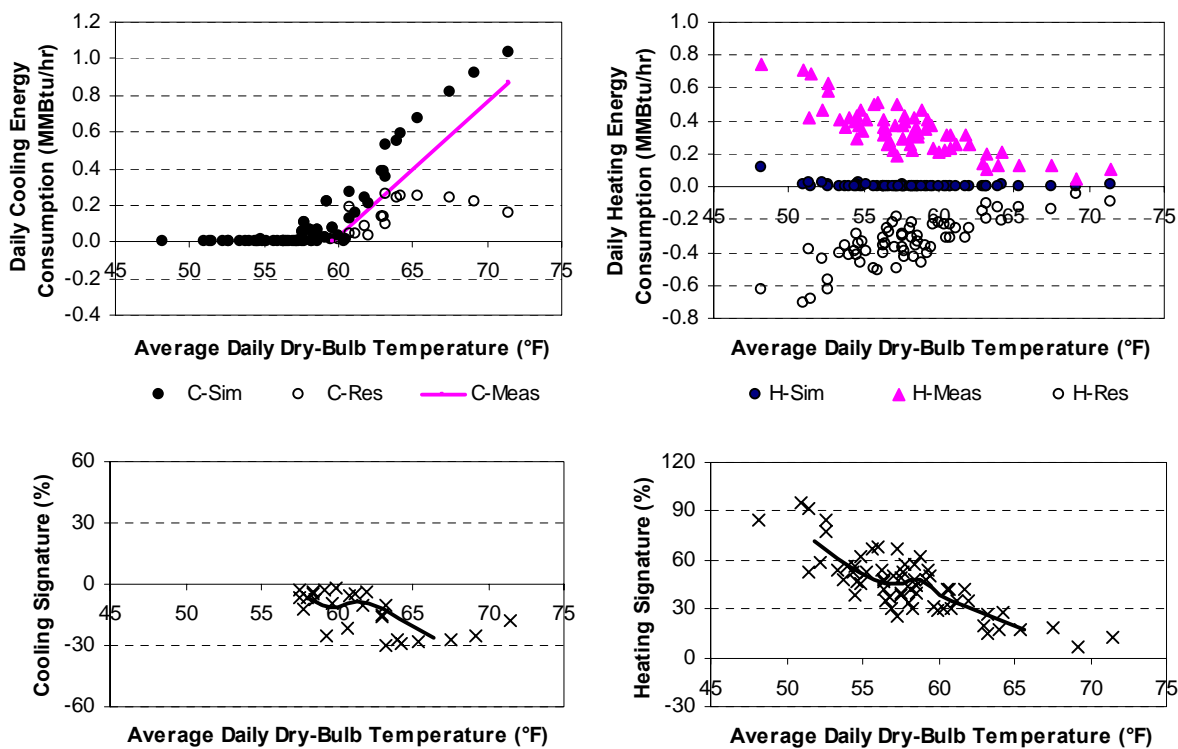 Daily Cooling Energy
Consumption (MMBtu/hr)
1.2
1.0
0.8
0.6
0.4
0.2
0.0
-0.2
-0.4
45 50 55 60 65 70 75
Average Daily Dry-Bulb Temperature (°F)
C-Sim C-Res C-Meas
Daily Heating Energy
Consumption (MMBtu/hr)
1.0
0.8
0.6
0.4
0.2
0.0
-0.2
-0.4
-0.6
-0.8
45 50 55 60 65 70 75
Average Daily Dry-Bulb Temperature (°F)
H-Sim H-Meas H-Res
Cooling Signature (%)
60
30
0
-30
-60
45 50 55 60 65 70 75
Average Daily Dry-Bulb Temperature (°F)
Heating Signature (%)
120
90
60
30
0
-30
45 50 55 60 65 70 75
Average Daily Dry-Bulb Temperature (°F)